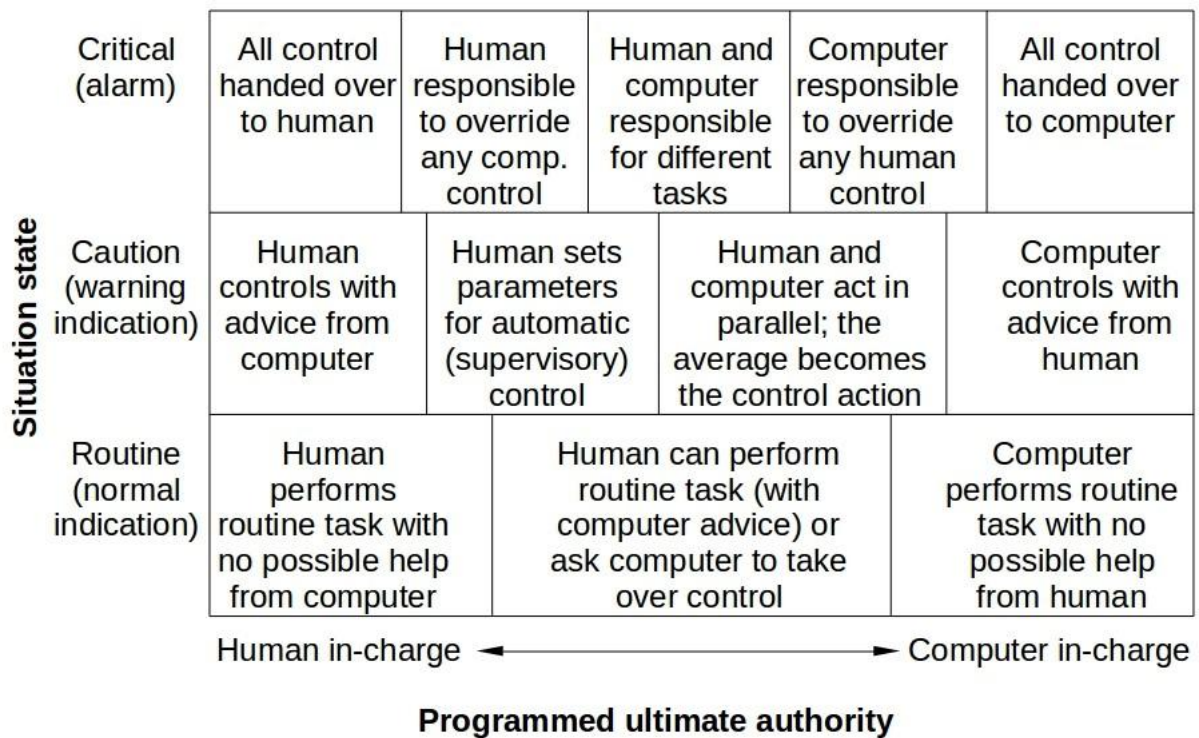 Situation state
Critical
(alarm)
All control
handed over
to human
Human
responsible
to override
any comp.
control
Human and
computer
responsible
for different
tasks
Computer
responsible
to override
any human
control
All control
handed over
to computer
Caution
(warning
indication)
Human
controls with
advice from
computer
Human sets
parameters
for automatic
(supervisory)
control
Human and
computer act in
parallel; the
average becomes
the control action
Computer
controls with
advice from
human
Routine
(normal
indication)
Human
performs
routine task with
no possible help
from computer
Human can perform
routine task (with
computer advice) or
ask computer to take
over control
Computer
performs routine
task with no
possible help
from human
Human in-charge
Computer in-charge
Programmed ultimate authority